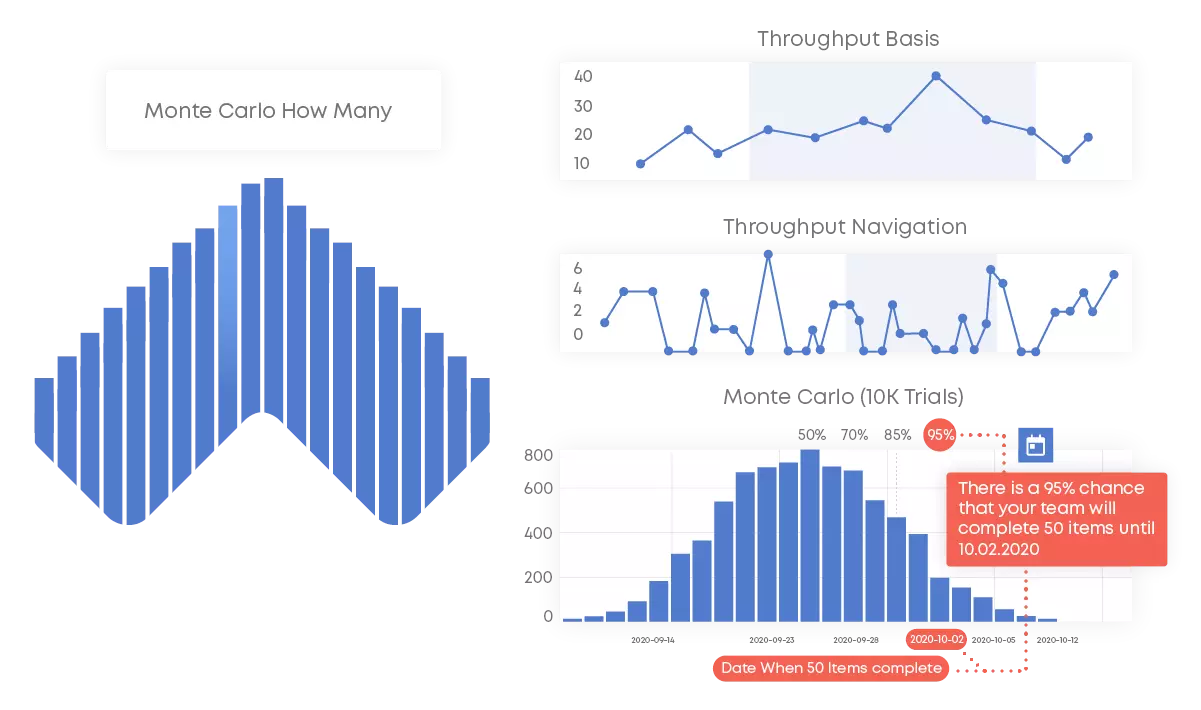 Monte Carlo How Many
Throughput Basis
40
30
20
10
Throughput Navigation
6
4
2
0
Monte Carlo (10K Trials)
50% 70% 85% 95%
800
600
400
200
0
There is a 95% chance
that your team will
complete 50 items until
10.02.2020
2020-09-14 2020-09-23 2020-09-28 2020-10-02 2020-10-05 2020-10-12
Date When 50 Items complete